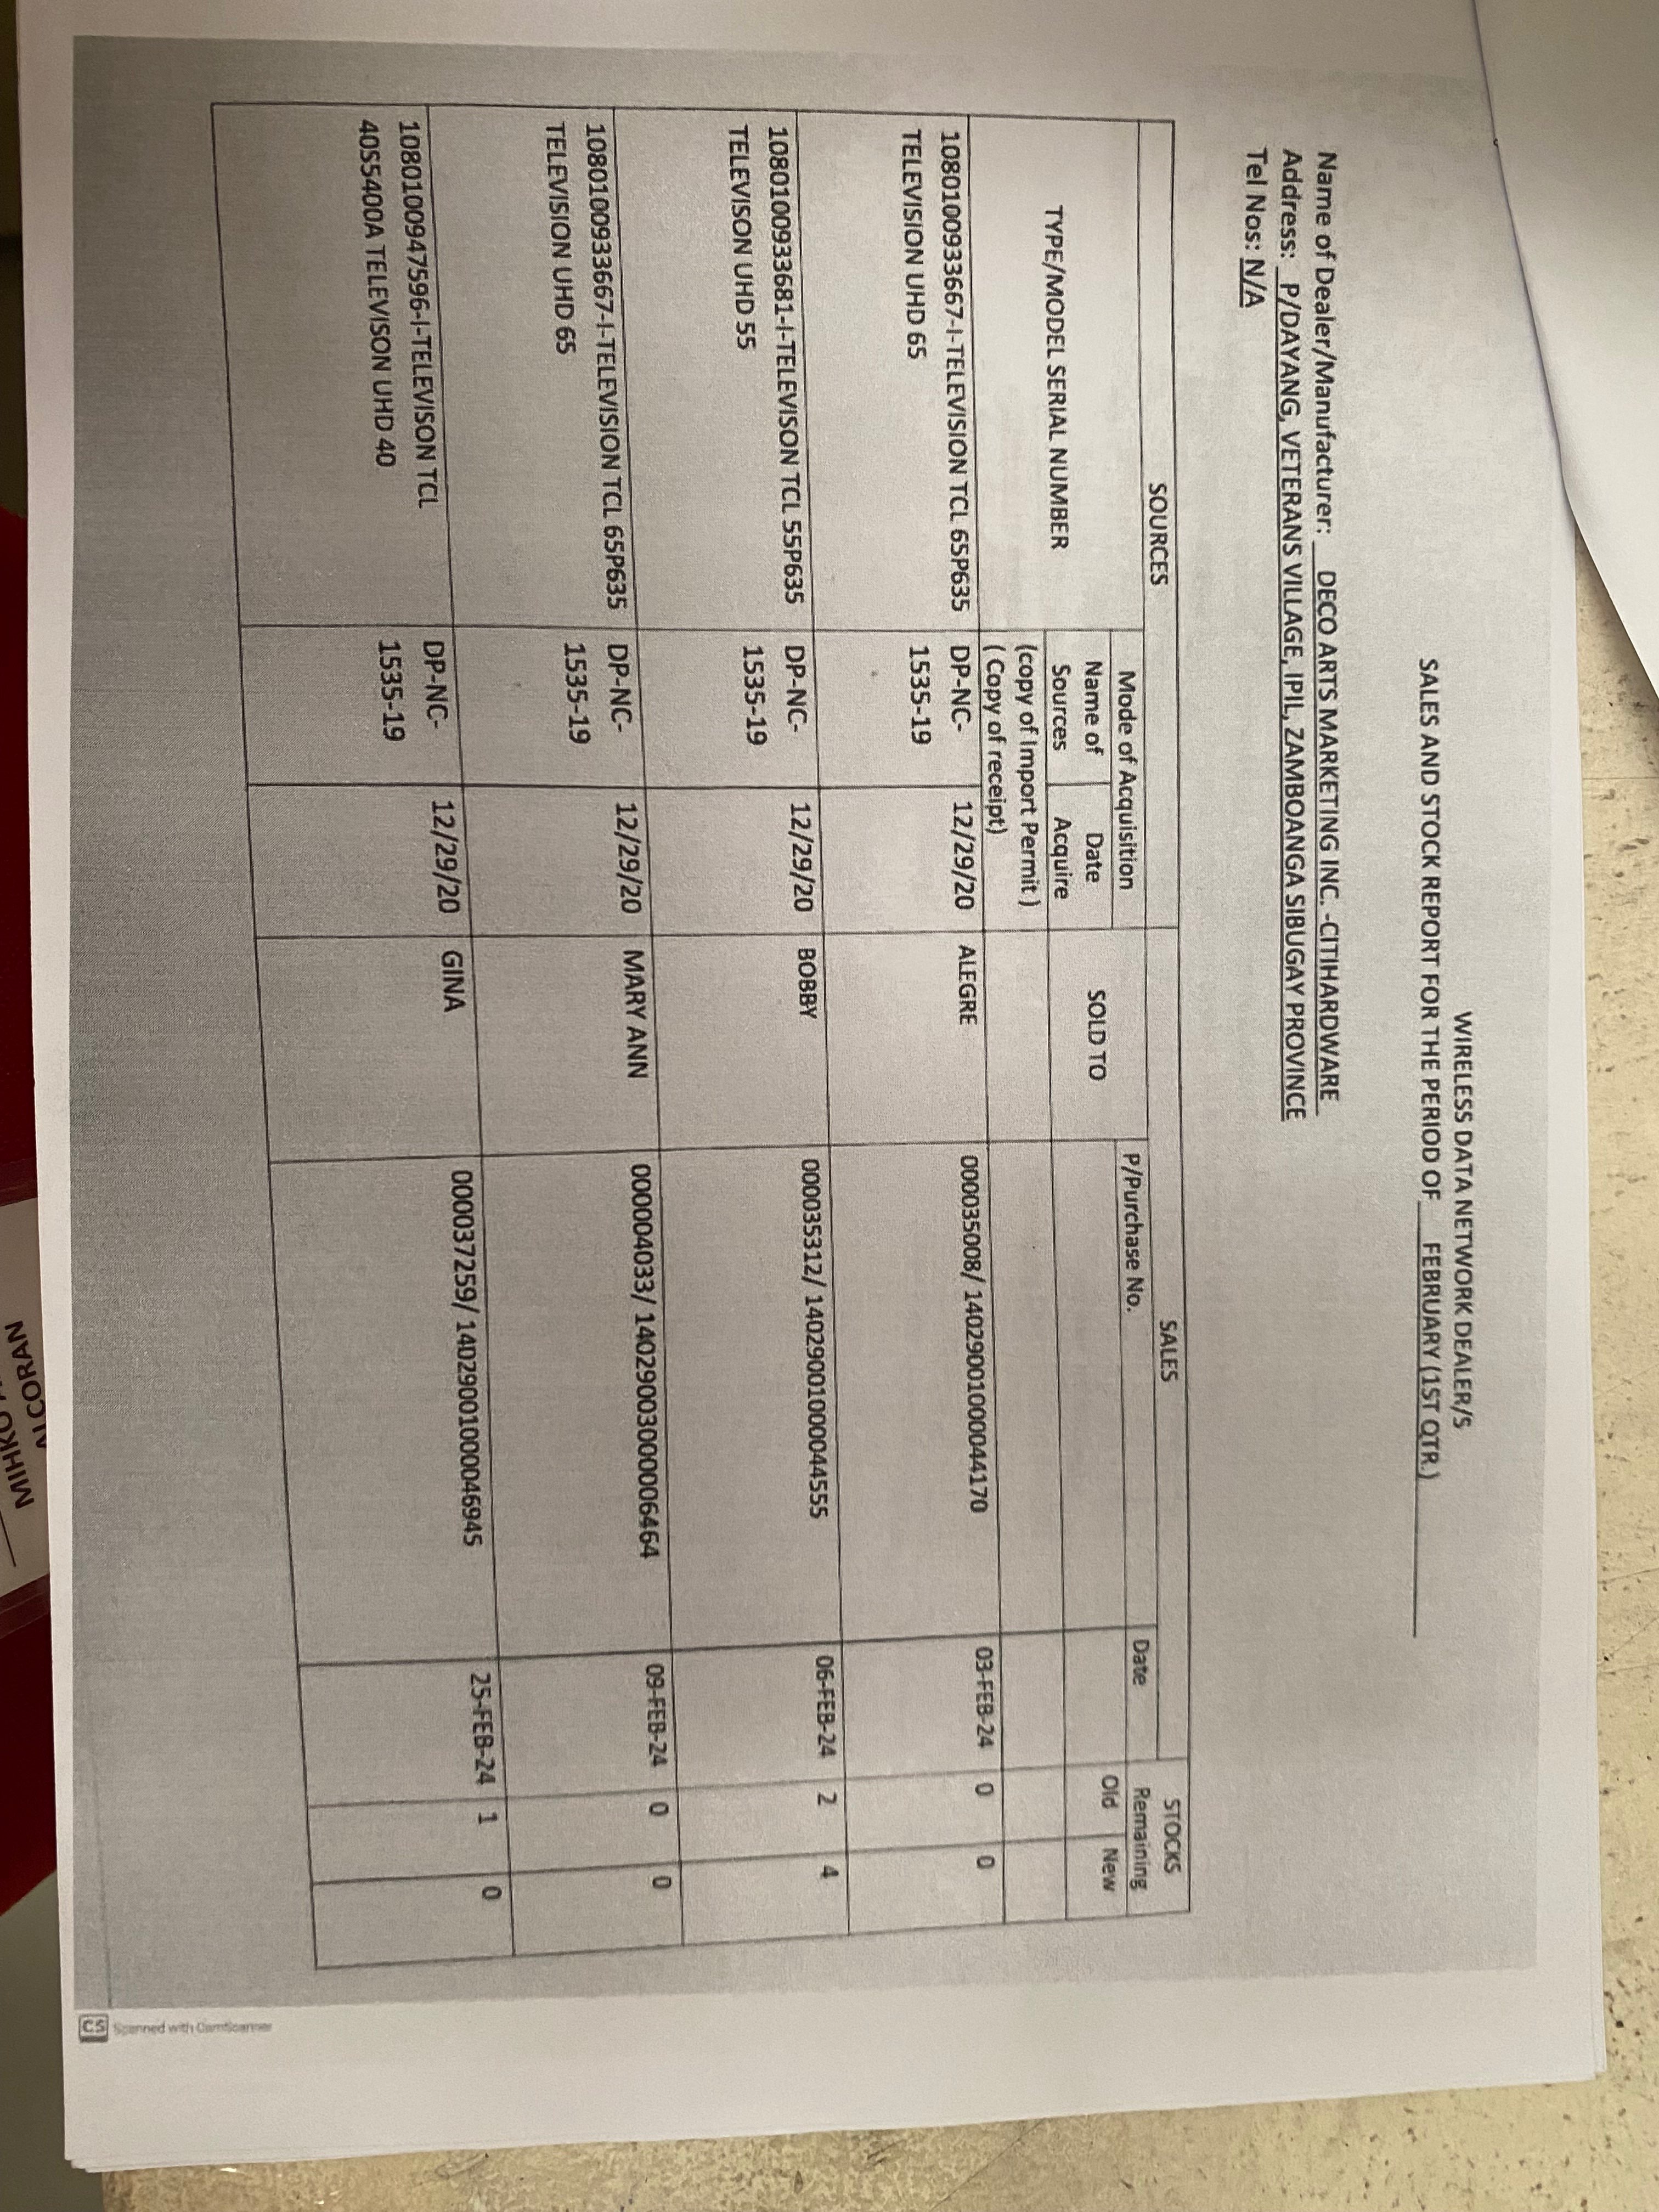 WIRELESS DATA NETWORK DEALER/S
SALES AND STOCK REPORT FOR THE PERIOD OF FEBRUARY (1ST QTR.)
Name of Dealer/Manufacturer: DECO ARTS MARKETING INC. -CITIHARDWARE
Address: P/DAYANG, VETERANS VILLAGE, IPIL, ZAMBOANGA SIBUGAY PROVINCE
Tel Nos: N/A
SOURCES SALES STOCKS
TYPE/MODEL SERIAL NUMBER Mode of Acquisition SOLD TO P/Purchase No. Date Remaining
Name of Sources Date Acquire Old New
(copy of Import Permit )
( Copy of receipt)
1080100933667-I-TELEVISION TCL 65P635 DP-NC- 12/29/20 ALEGRE 000035008/ 14029001000044170 03-FEB-24 0 0
TELEVISION UHD 65 1535-19
1080100933681-I-TELEVISON TCL 55P635 DP-NC- 12/29/20 BOBBY 000035312/ 14029001000044555 06-FEB-24 2 4
TELEVISON UHD 55 1535-19
1080100933667-I-TELEVISION TCL 65P635 DP-NC- 12/29/20 MARY ANN 000004033/ 14029003000006464 09-FEB-24 0 0
TELEVISION UHD 65 1535-19
1080100947596-I-TELEVISON TCL DP-NC- 12/29/20 GINA 000037259/ 14029001000046945 25-FEB-24 1 0
40S5400A TELEVISON UHD 40 1535-19
CS Scanned with CamScanner
ALCORAN